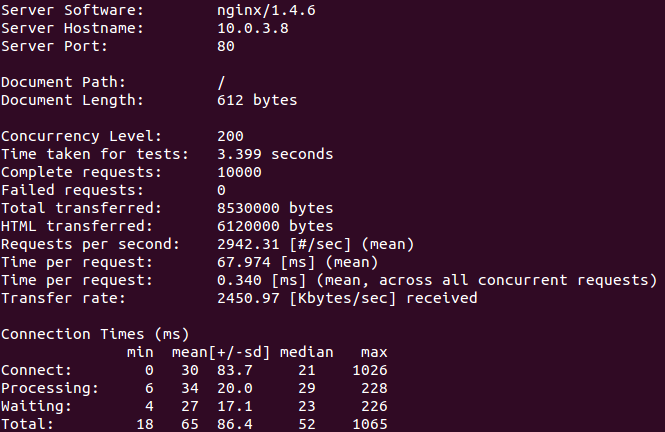 Server Software:        nginx/1.4.6
Server Hostname:        10.0.3.8
Server Port:            80

Document Path:          /
Document Length:        612 bytes

Concurrency Level:      200
Time taken for tests:   3.399 seconds
Complete requests:      10000
Failed requests:        0
Total transferred:      8530000 bytes
HTML transferred:       6120000 bytes
Requests per second:    2942.31 [#/sec] (mean)
Time per request:       67.974 [ms] (mean)
Time per request:       0.340 [ms] (mean, across all concurrent requests)
Transfer rate:          2450.97 [Kbytes/sec] received

Connection Times (ms)
              min  mean[+/-sd] median   max
Connect:        0   30  83.7     21    1026
Processing:     6   34  20.0     29     228
Waiting:        4   27  17.1     23     226
Total:         18   65  86.4     52    1065